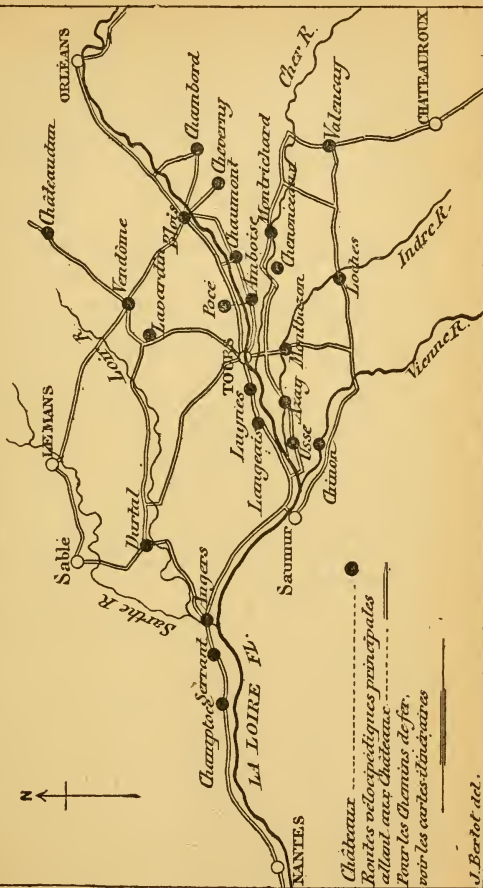 N
ORLÉANS
Châteaudun
LE MANS
Chambord
Vendôme
Blois
Cheverny
Sablé
Loir R.
Lavardin
Chaumont
Durtal
Pocé
Amboise
Montrichard
Cher R.
Sarthe R
TOURS
Chenonceaux
Valencay
Angers
Luynes
Montbazon
Loches
CHATEAUROUX
Serrant
Langeais
Azay
Indre R.
Champtocé
Ussé
Chinon
Vienne R.
LA LOIRE FL.
Saumur
NANTES
Châteaux
Routes vélocipédiques principales
allant aux Châteaux
Pour les Chemins de fer,
voir les cartes-itinéraires
J. Bertot del.